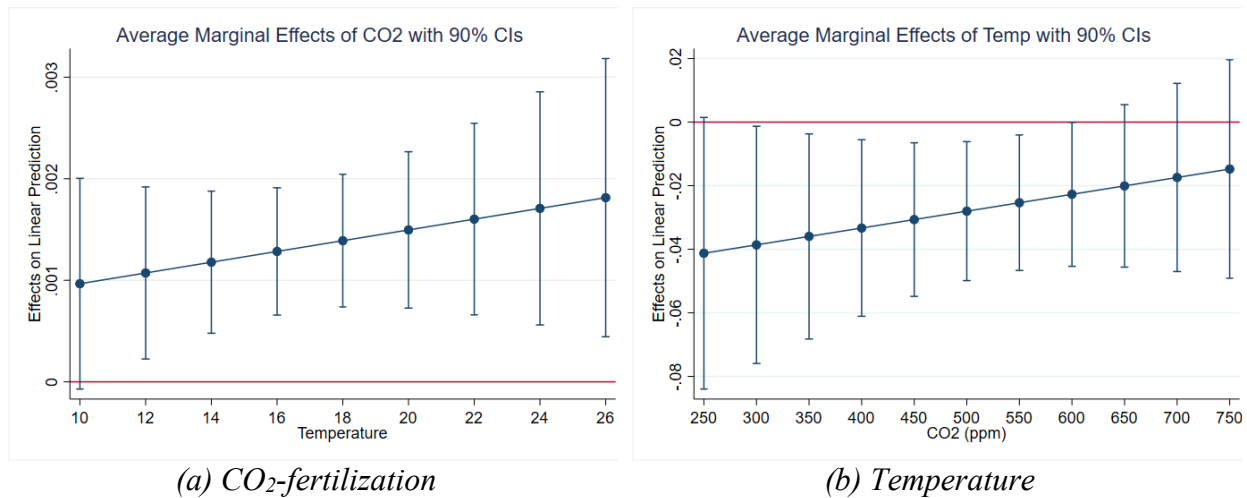 Average Marginal Effects of CO2 with 90% CIs
Effects on Linear Prediction
.003
.002
.001
0
10 12 14 16 18 20 22 24 26
Temperature
(a) CO₂-fertilization
Average Marginal Effects of Temp with 90% CIs
Effects on Linear Prediction
.02
0
-.02
-.04
-.06
-.08
250 300 350 400 450 500 550 600 650 700 750
CO2 (ppm)
(b) Temperature